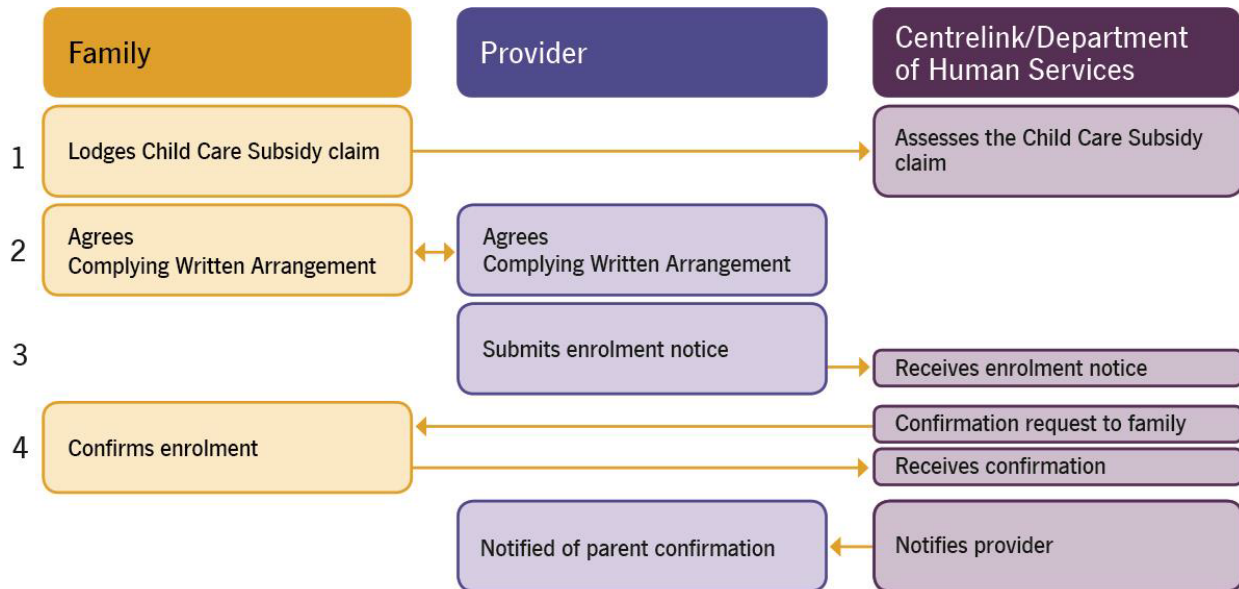 Family
Provider
Centrelink/Department
of Human Services
1
Lodges Child Care Subsidy claim
Assesses the Child Care Subsidy
claim
2
Agrees
Complying Written Arrangement
Agrees
Complying Written Arrangement
3
Submits enrolment notice
Receives enrolment notice
4
Confirms enrolment
Confirmation request to family
Receives confirmation
Notified of parent confirmation
Notifies provider